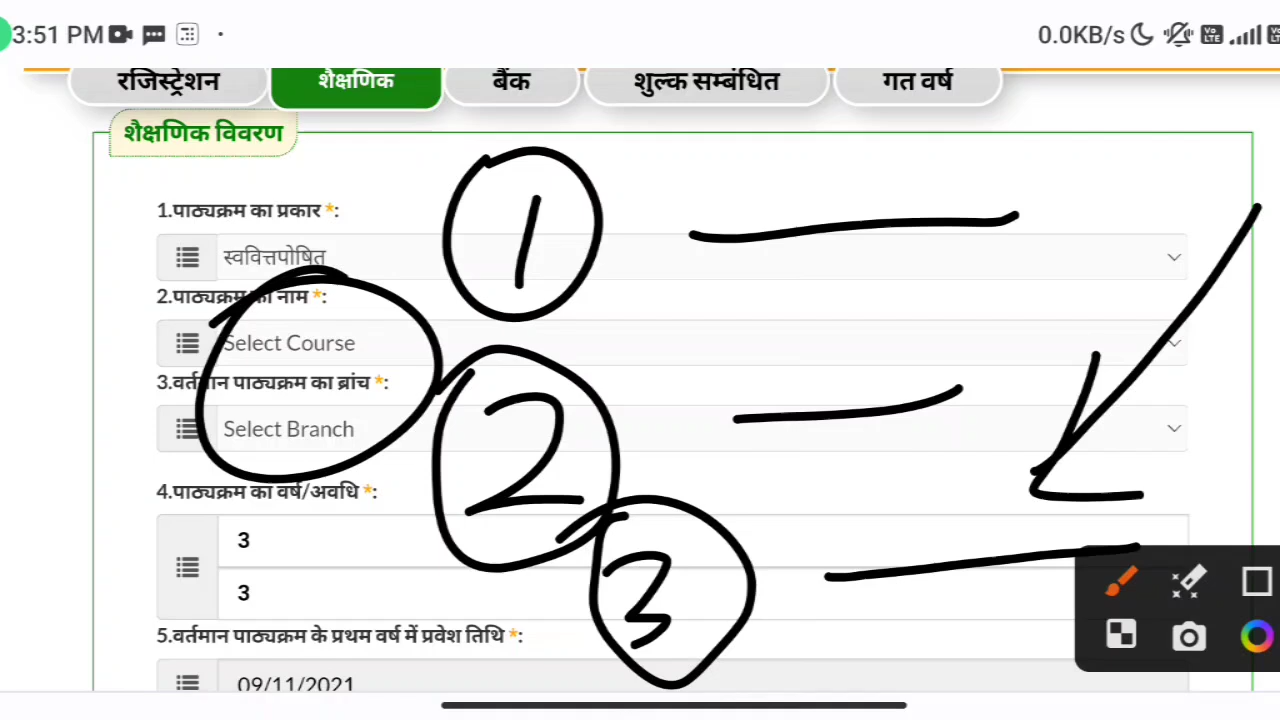 3:51 PM 0.0KB/s Vo LTE
रजिस्ट्रेशन शैक्षणिक बैंक शुल्क सम्बंधित गत वर्ष
शैक्षणिक विवरण
1.पाठ्यक्रम का प्रकार *:
स्ववित्तपोषित
1
2.पाठ्यक्रम का नाम *:
Select Course
3.वर्तमान पाठ्यक्रम का ब्रांच *:
Select Branch
2
4.पाठ्यक्रम का वर्ष/अवधि *:
3
3
3
5.वर्तमान पाठ्यक्रम के प्रथम वर्ष में प्रवेश तिथि *:
09/11/2021